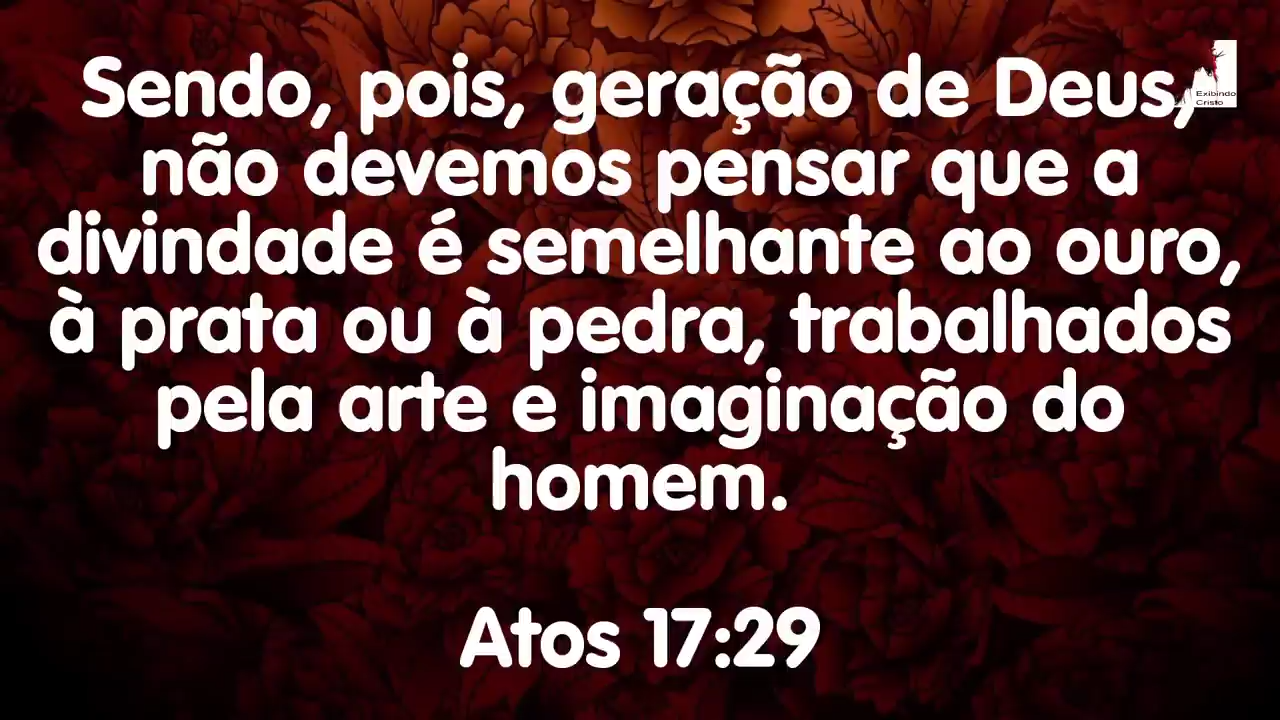 Sendo, pois, geração de Deus,
não devemos pensar que a
divindade é semelhante ao ouro,
à prata ou à pedra, trabalhados
pela arte e imaginação do
homem.
Atos 17:29
Exibindo
Cristo